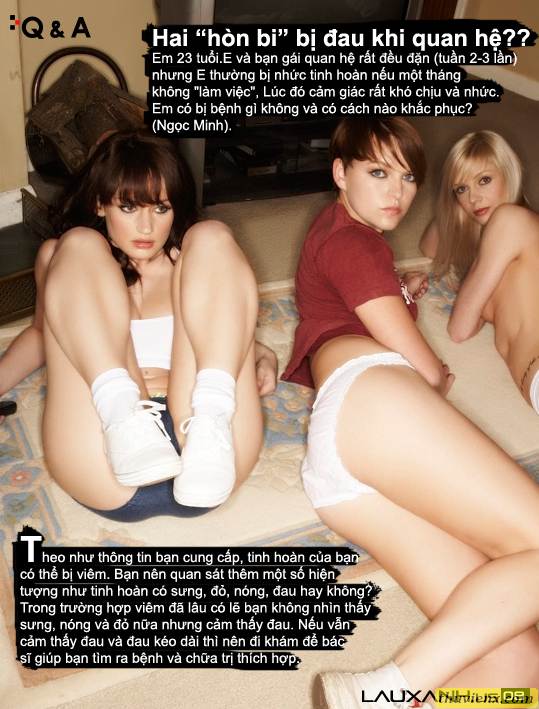 Q & A
Hai “hòn bi” bị đau khi quan hệ??
Em 23 tuổi.E và bạn gái quan hệ rất đều đặn (tuần 2-3 lần)
nhưng E thường bị nhức tinh hoàn nếu một tháng
không "làm việc", Lúc đó cảm giác rất khó chịu và nhức.
Em có bị bệnh gì không và có cách nào khắc phục?
(Ngọc Minh).
Theo như thông tin bạn cung cấp, tinh hoàn của bạn
có thể bị viêm. Bạn nên quan sát thêm một số hiện
tượng như tinh hoàn có sưng, đỏ, nóng, đau hay không?
Trong trường hợp viêm đã lâu có lẽ bạn không nhìn thấy
sưng, nóng và đỏ nữa nhưng cảm thấy đau. Nếu vẫn
cảm thấy đau và đau kéo dài thì nên đi khám để bác
sĩ giúp bạn tìm ra bệnh và chữa trị thích hợp.